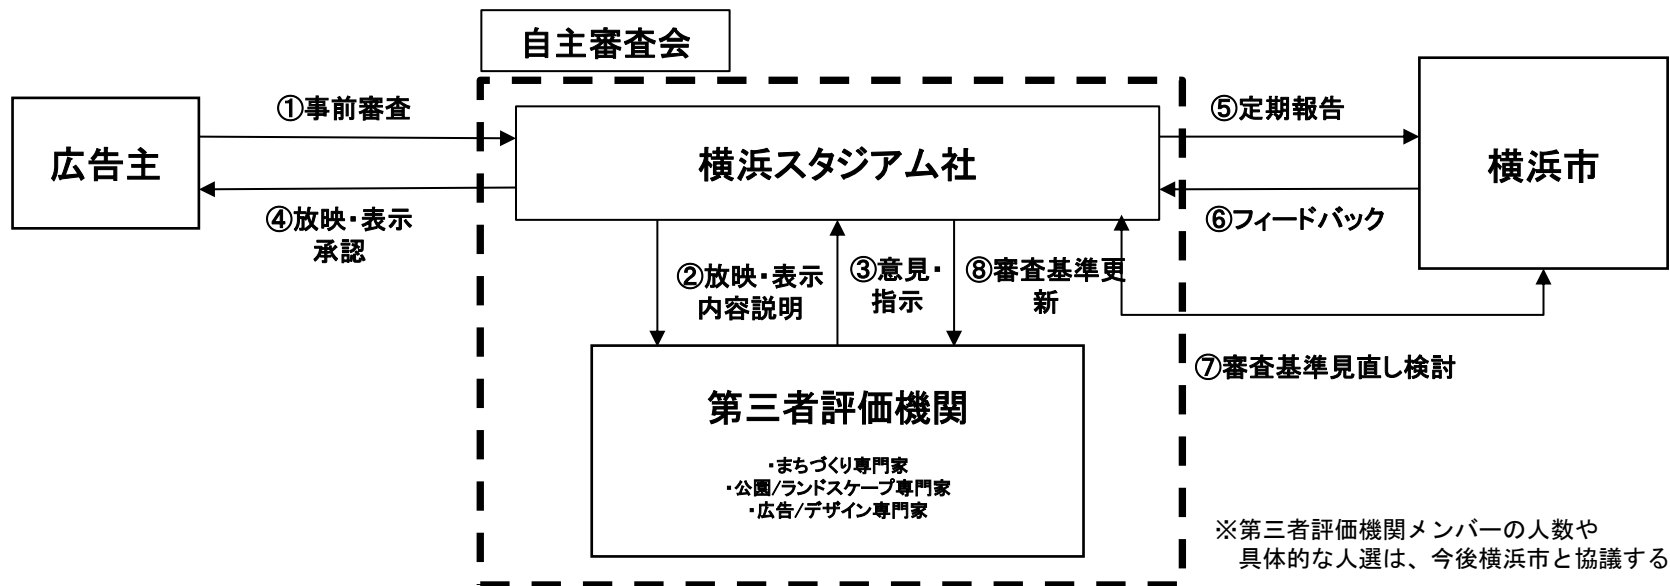 自主審査会
広告主
①事前審査
④放映・表示
承認
横浜スタジアム社
⑤定期報告
⑥フィードバック
横浜市
②放映・表示
内容説明
③意見・
指示
⑧審査基準更
新
⑦審査基準見直し検討
第三者評価機関
・まちづくり専門家
・公園/ランドスケープ専門家
・広告/デザイン専門家
※第三者評価機関メンバーの人数や
具体的な人選は、今後横浜市と協議する